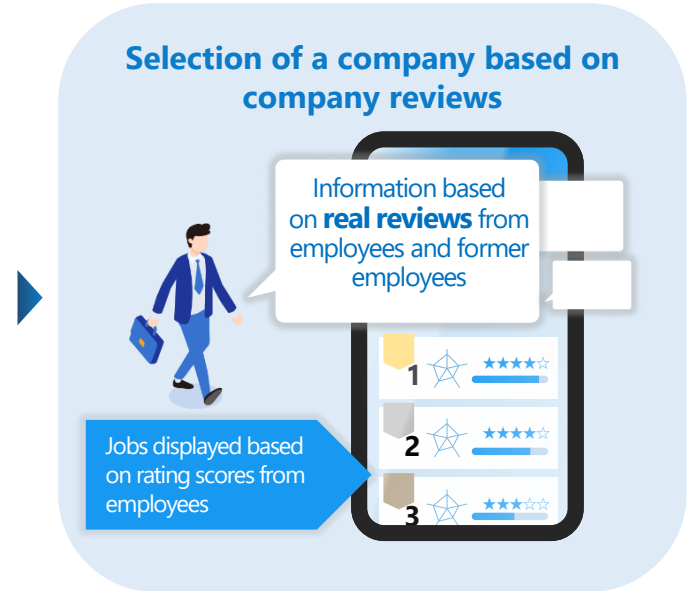 Selection of a company based on
company reviews
Information based
on real reviews from
employees and former
employees
1 ★★★★☆
2 ★★★★☆
3 ★★★☆☆
Jobs displayed based
on rating scores from
employees